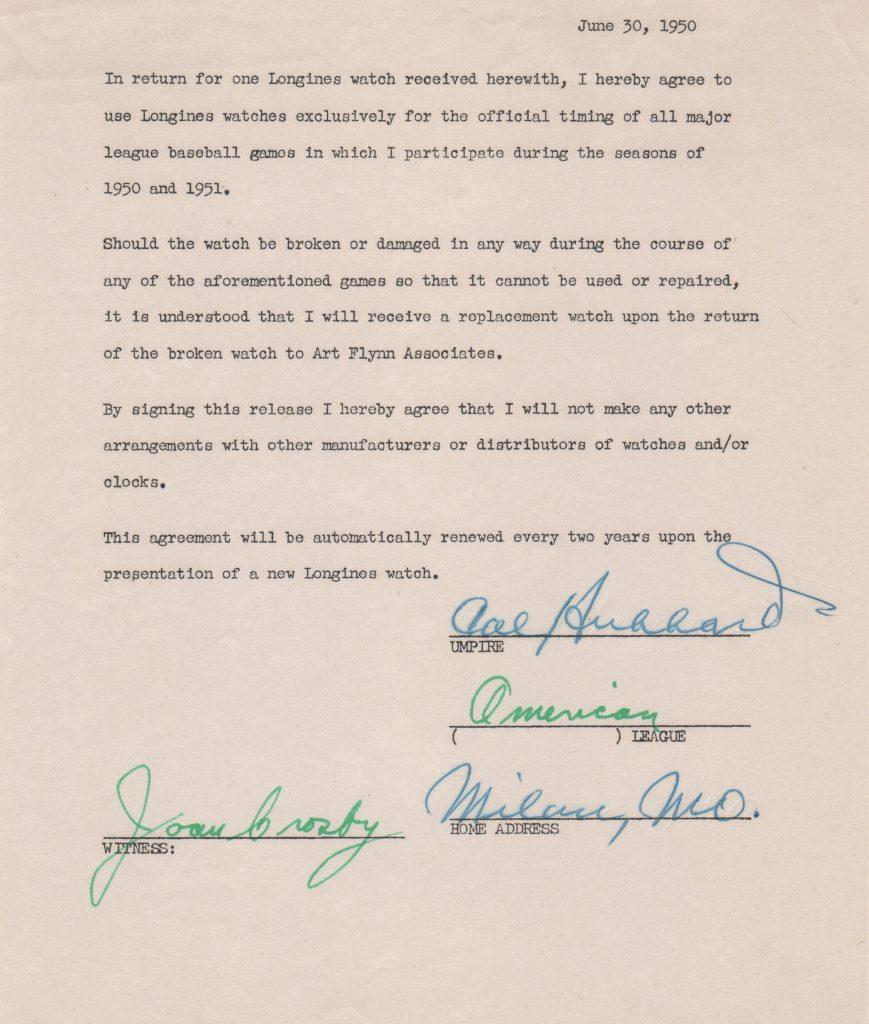 June 30, 1950
In return for one Longines watch received herewith, I hereby agree to
use Longines watches exclusively for the official timing of all major
league baseball games in which I participate during the seasons of
1950 and 1951.
Should the watch be broken or damaged in any way during the course of
any of the aforementioned games so that it cannot be used or repaired,
it is understood that I will receive a replacement watch upon the return
of the broken watch to Art Flynn Associates.
By signing this release I hereby agree that I will not make any other
arrangements with other manufacturers or distributors of watches and/or
clocks.
This agreement will be automatically renewed every two years upon the
presentation of a new Longines watch.
Cal Hubbard
UMPIRE
American
( ) LEAGUE
Milan, Mo.
HOME ADDRESS
Joan Crosby
WITNESS: